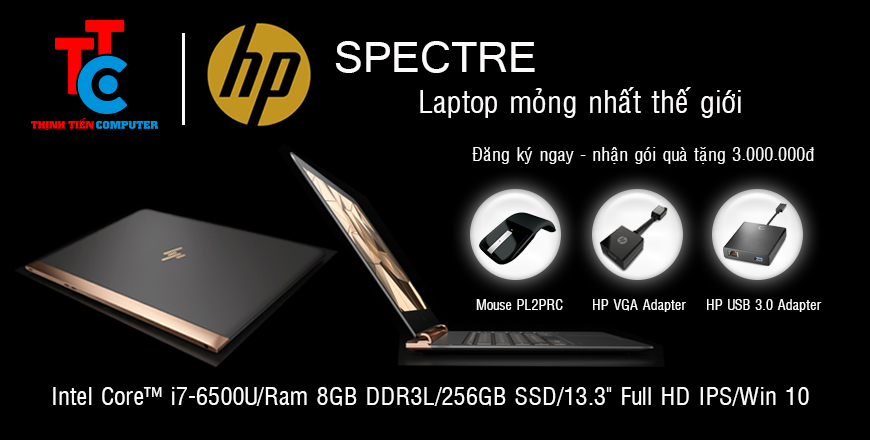 TTC
THỊNH TIẾN COMPUTER
hp
SPECTRE
Laptop mỏng nhất thế giới
Đăng ký ngay - nhận gói quà tặng 3.000.000đ
Mouse PL2PRC
HP VGA Adapter
HP USB 3.0 Adapter
Intel Core™ i7-6500U/Ram 8GB DDR3L/256GB SSD/13.3" Full HD IPS/Win 10